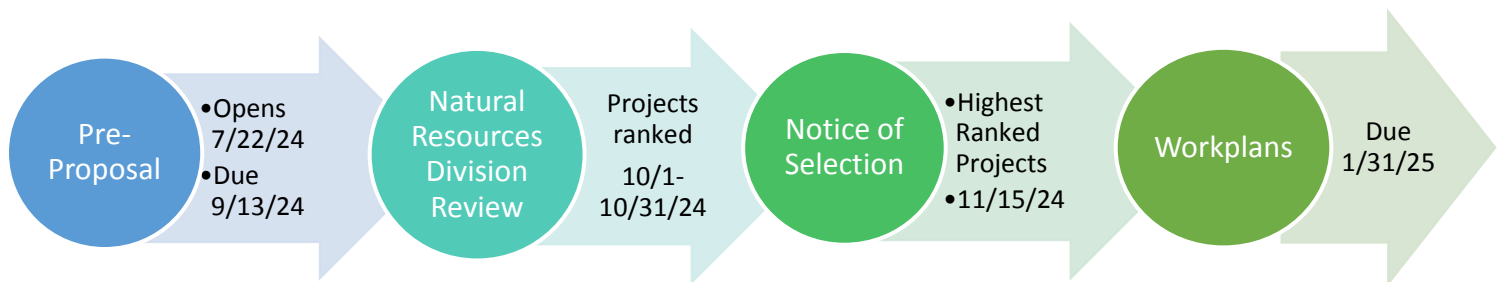 Pre-
Proposal
•Opens
7/22/24
•Due
9/13/24
Natural
Resources
Division
Review
Projects
ranked
10/1-
10/31/24
Notice of
Selection
•Highest
Ranked
Projects
•11/15/24
Workplans
Due
1/31/25